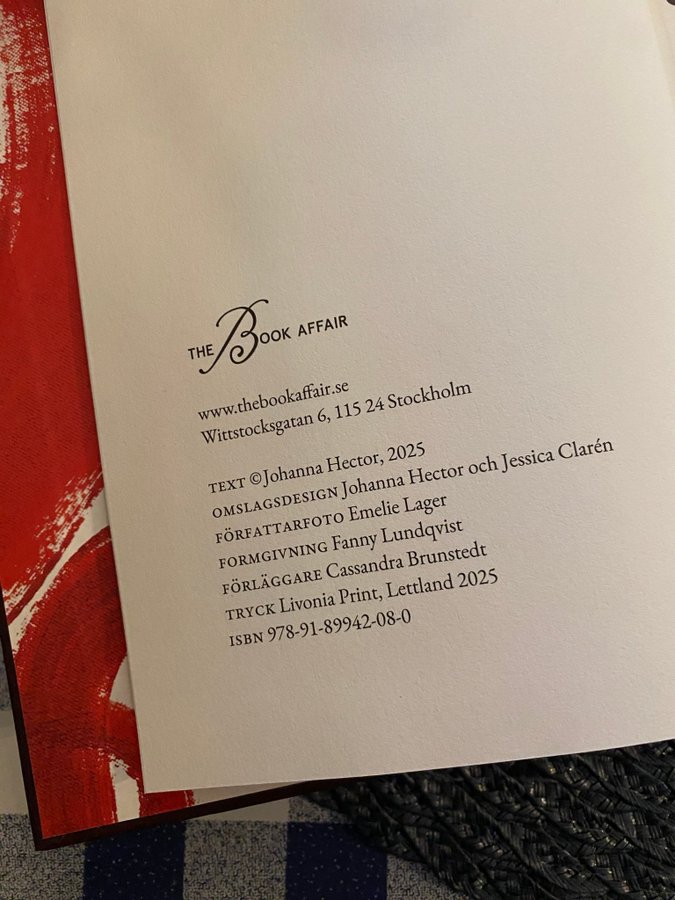 THE BOOK AFFAIR
www.thebookaffair.se
Wittstocksgatan 6, 115 24 Stockholm
TEXT ©Johanna Hector, 2025
OMSLAGSDESIGN Johanna Hector och Jessica Clarén
FÖRFATTARFOTO Emelie Lager
FORMGIVNING Fanny Lundqvist
FÖRLÄGGARE Cassandra Brunstedt
TRYCK Livonia Print, Lettland 2025
ISBN 978-91-89942-08-0